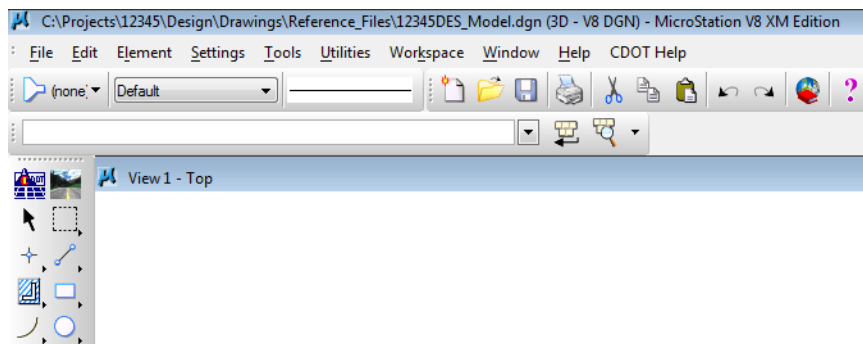 C:\Projects\12345\Design\Drawings\Reference_Files\12345DES_Model.dgn (3D - V8 DGN) - MicroStation V8 XM Edition
File Edit Element Settings Tools Utilities Workspace Window Help CDOT Help
(none) Default
View 1 - Top